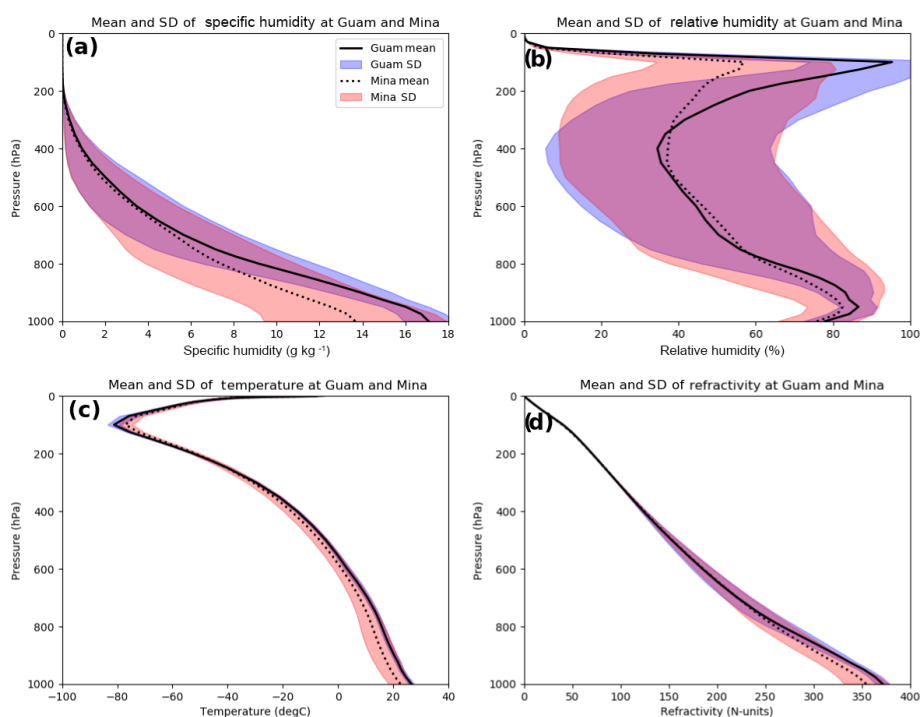 Mean and SD of specific humidity at Guam and Mina
(a)
Guam mean
Guam SD
Mina mean
Mina SD
0
200
400
600
800
1000
Pressure (hPa)
0 2 4 6 8 10 12 14 16 18
Specific humidity (g kg -1)
Mean and SD of relative humidity at Guam and Mina
(b)
0
200
400
600
800
1000
Pressure (hPa)
0 20 40 60 80 100
Relative humidity (%)
Mean and SD of temperature at Guam and Mina
(c)
0
200
400
600
800
1000
Pressure (hPa)
−100 −80 −60 −40 −20 0 20 40
Temperature (degC)
Mean and SD of refractivity at Guam and Mina
(d)
0
200
400
600
800
1000
Pressure (hPa)
0 50 100 150 200 250 300 350 400
Refractivity (N-units)